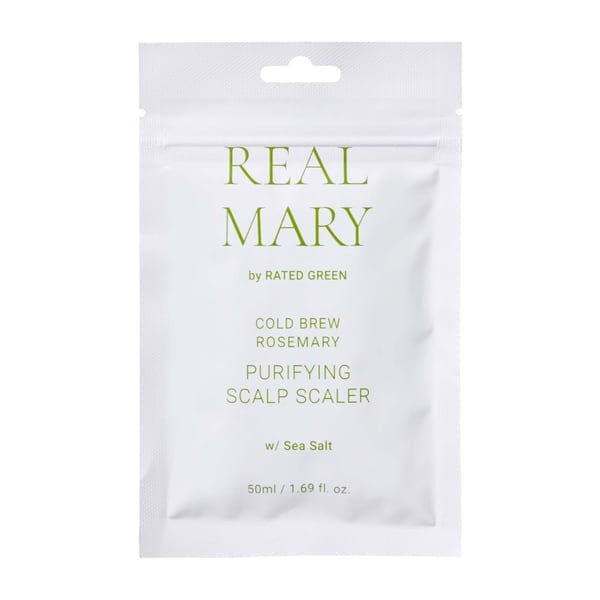 REAL
MARY
by RATED GREEN
COLD BREW
ROSEMARY
PURIFYING
SCALP SCALER
w/ Sea Salt
50ml / 1.69 fl. oz.